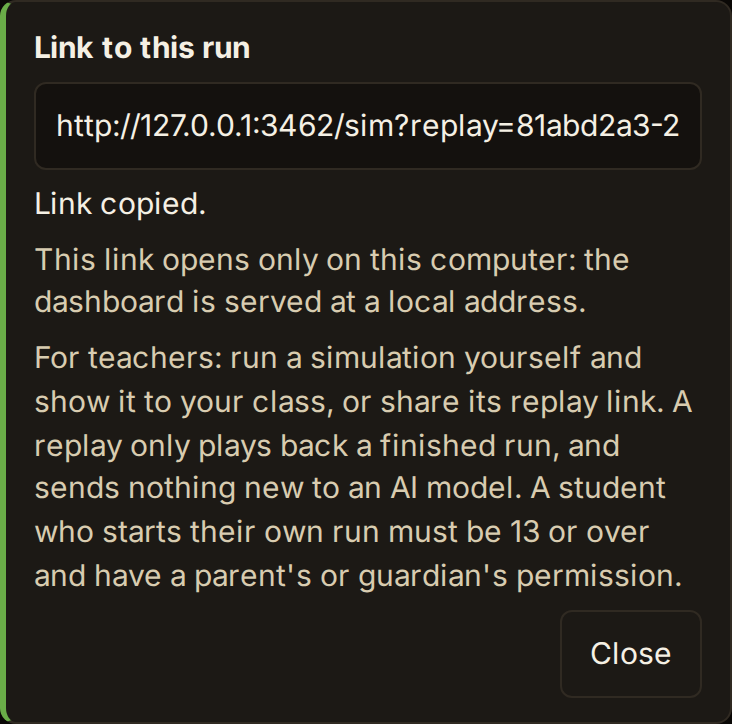 Link to this run
http://127.0.0.1:3462/sim?replay=81abd2a3-2
Link copied.
This link opens only on this computer: the
dashboard is served at a local address.
For teachers: run a simulation yourself and
show it to your class, or share its replay link. A
replay only plays back a finished run, and
sends nothing new to an AI model. A student
who starts their own run must be 13 or over
and have a parent's or guardian's permission.
Close